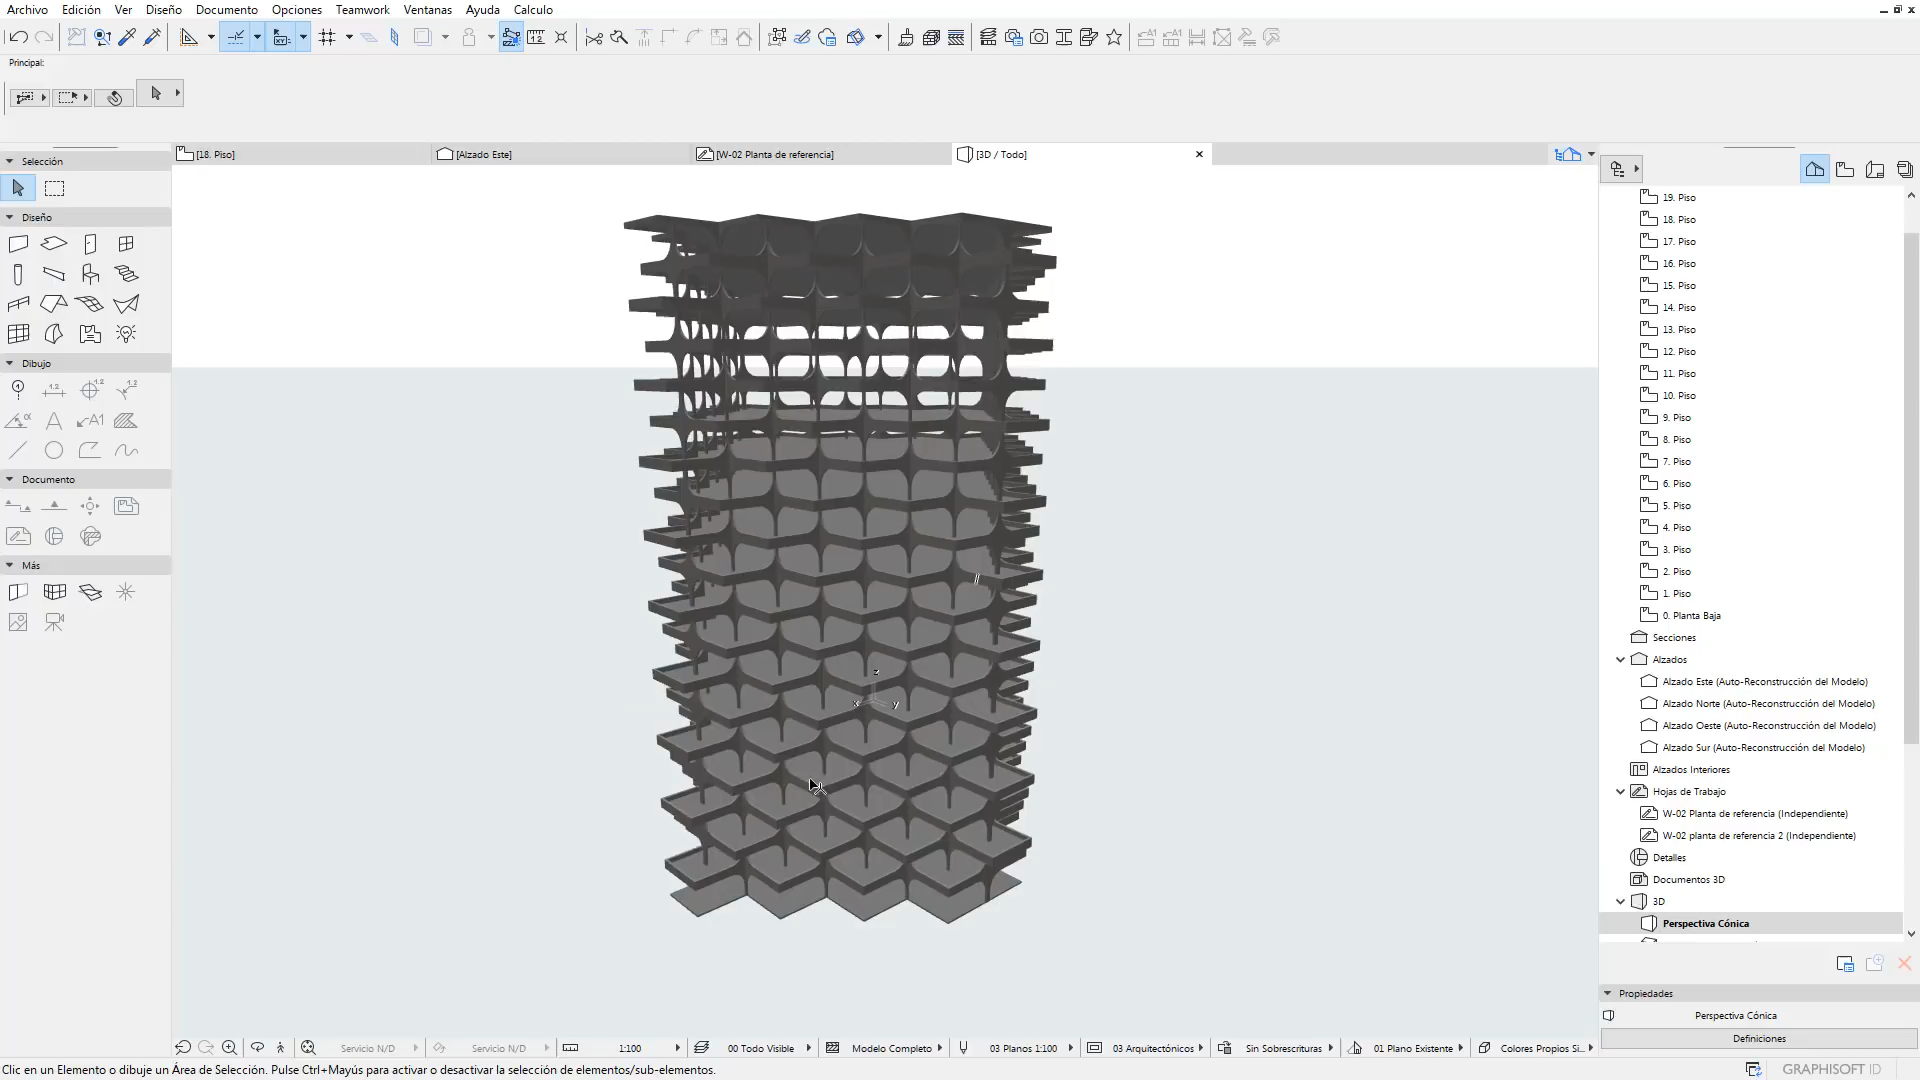 Archivo Edición Ver Diseño Documento Opciones Teamwork Ventanas Ayuda Cálculo
Principal:
[18. Piso] [Alzado Este] [W-02 Planta de referencia] [3D / Todo]
Selección
Diseño
Dibujo
Documento
Más
19. Piso
18. Piso
17. Piso
16. Piso
15. Piso
14. Piso
13. Piso
12. Piso
11. Piso
10. Piso
9. Piso
8. Piso
7. Piso
6. Piso
5. Piso
4. Piso
3. Piso
2. Piso
1. Piso
0. Planta Baja
Secciones
Alzados
Alzado Este (Auto-Reconstrucción del Modelo)
Alzado Norte (Auto-Reconstrucción del Modelo)
Alzado Oeste (Auto-Reconstrucción del Modelo)
Alzado Sur (Auto-Reconstrucción del Modelo)
Alzados Interiores
Hojas de Trabajo
W-02 Planta de referencia (Independiente)
W-02 planta de referencia 2 (Independiente)
Detalles
Documentos 3D
3D
Perspectiva Cónica
Propiedades
Perspectiva Cónica
Definiciones
z
x y
Servicio N/D Servicio N/D 1:100 00 Todo Visible Modelo Completo 03 Planos 1:100 03 Arquitectónicos Sin Sobrescrituras 01 Plano Existente Colores Propios Si...
Clic en un Elemento o dibuje un Área de Selección. Pulse Ctrl+Mayús para activar o desactivar la selección de elementos/sub-elementos.
GRAPHISOFT ID